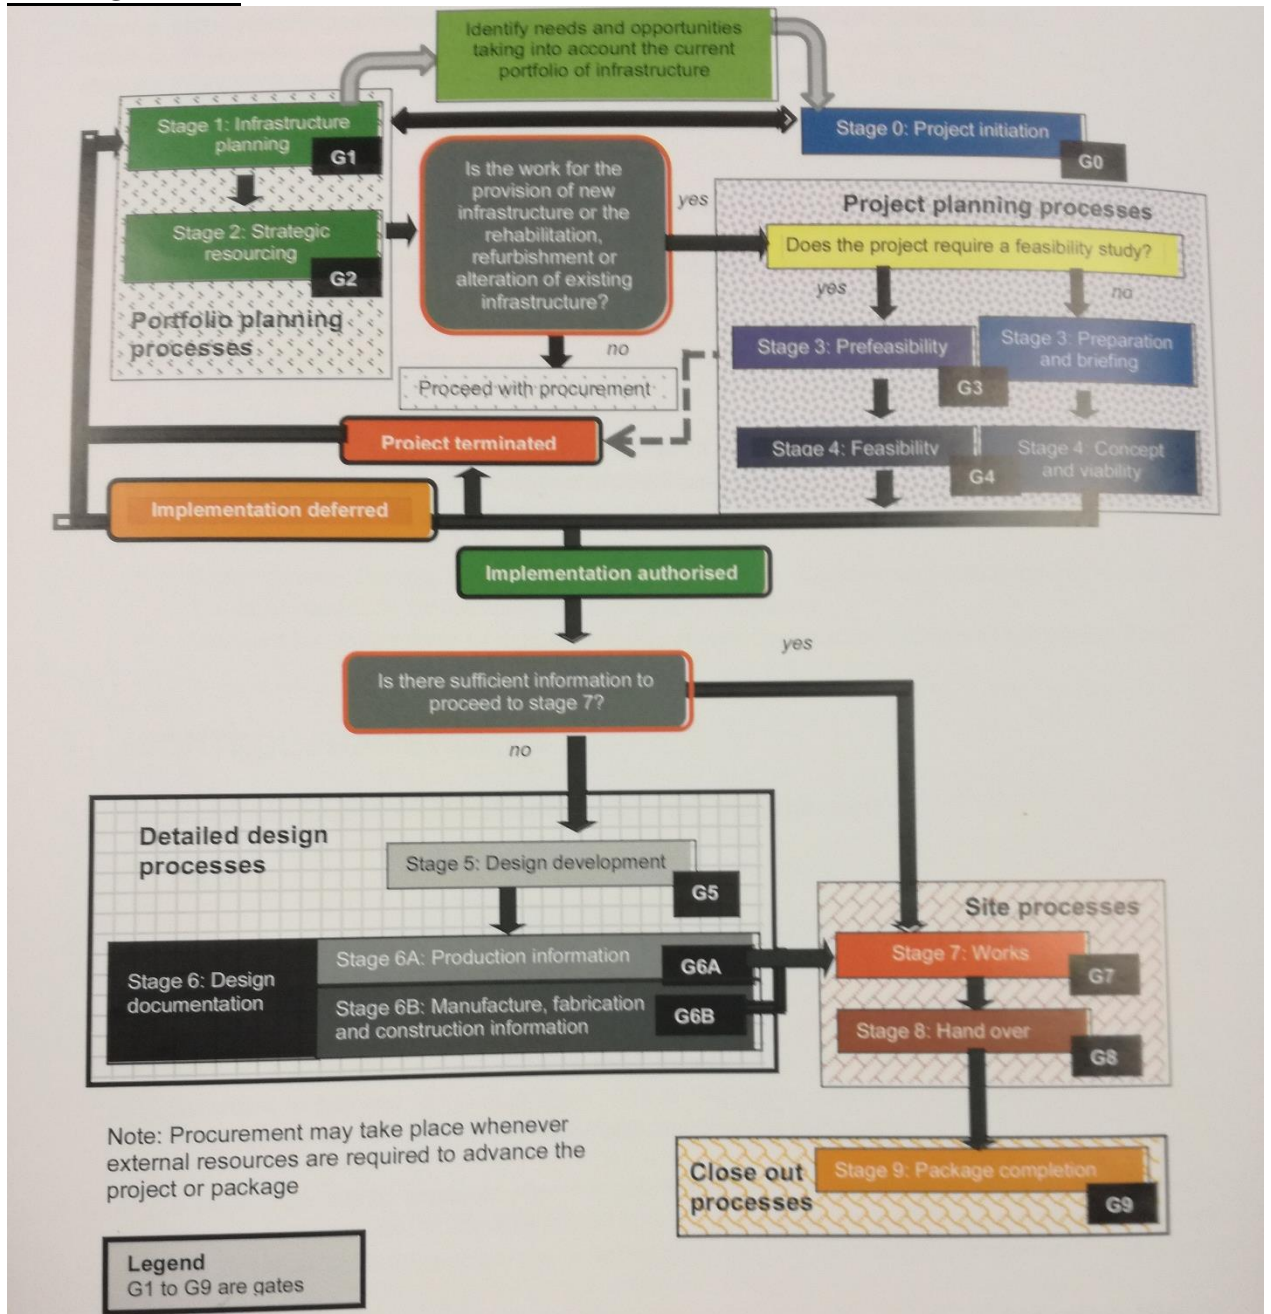 Identify needs and opportunities
taking into account the current
portfolio of infrastructure
Stage 1: Infrastructure
planning
G1
Stage 0: Project initiation
G0
Is the work for the
provision of new
infrastructure or the
rehabilitation,
refurbishment or
alteration of existing
infrastructure?
yes
Stage 2: Strategic
resourcing
G2
Portfolio planning
processes
Project planning processes
Does the project require a feasibility study?
yes
no
no
Stage 3: Prefeasibility
G3
Stage 3: Preparation
and briefing
Proceed with procurement
Project terminated
Stage 4: Feasibility
G4
Stage 4: Concept
and viability
Implementation deferred
Implementation authorised
yes
Is there sufficient information to
proceed to stage 7?
no
Detailed design
processes
Stage 5: Design development
G5
Stage 6: Design
documentation
Stage 6A: Production information
G6A
Stage 6B: Manufacture, fabrication
and construction information
G6B
Site processes
Stage 7: Works
G7
Stage 8: Hand over
G8
Note: Procurement may take place whenever
external resources are required to advance the
project or package
Close out
processes
Stage 9: Package completion
G9
Legend
G1 to G9 are gates